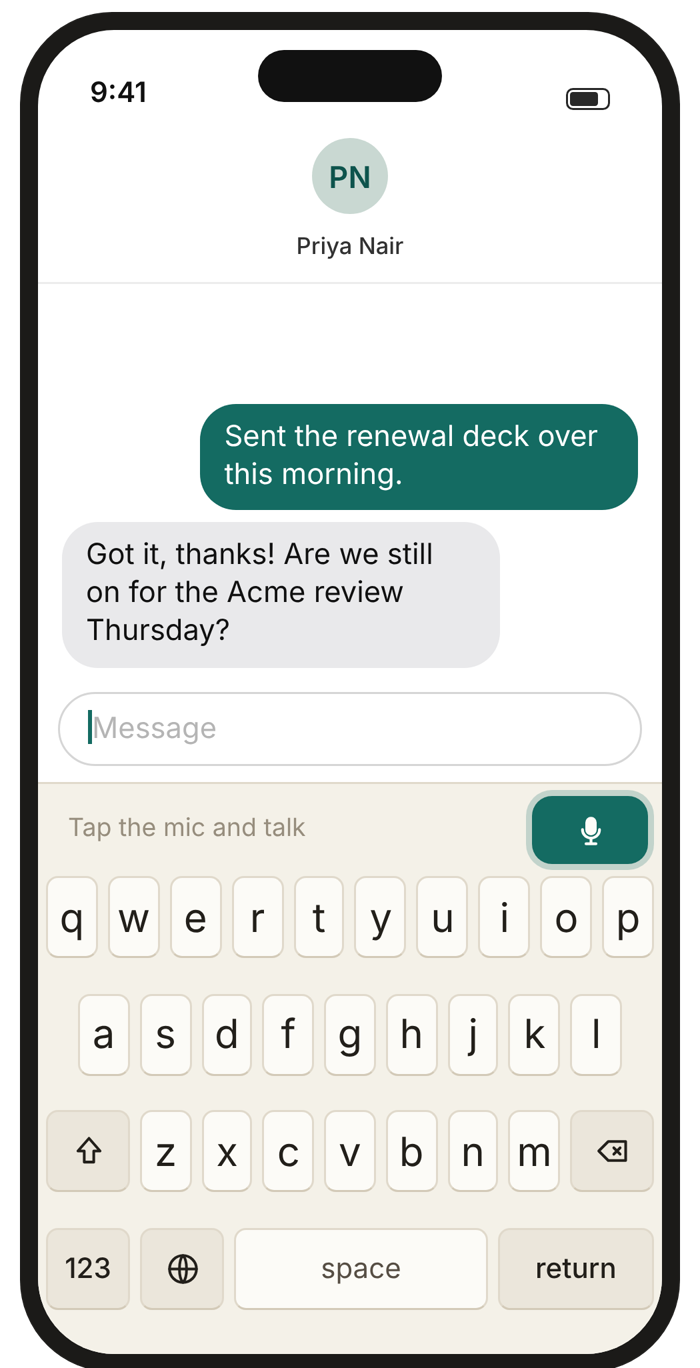 9:41
PN
Priya Nair
Sent the renewal deck over
this morning.
Got it, thanks! Are we still
on for the Acme review
Thursday?
Message
Tap the mic and talk
q w e r t y u i o p
a s d f g h j k l
z x c v b n m
123 space return